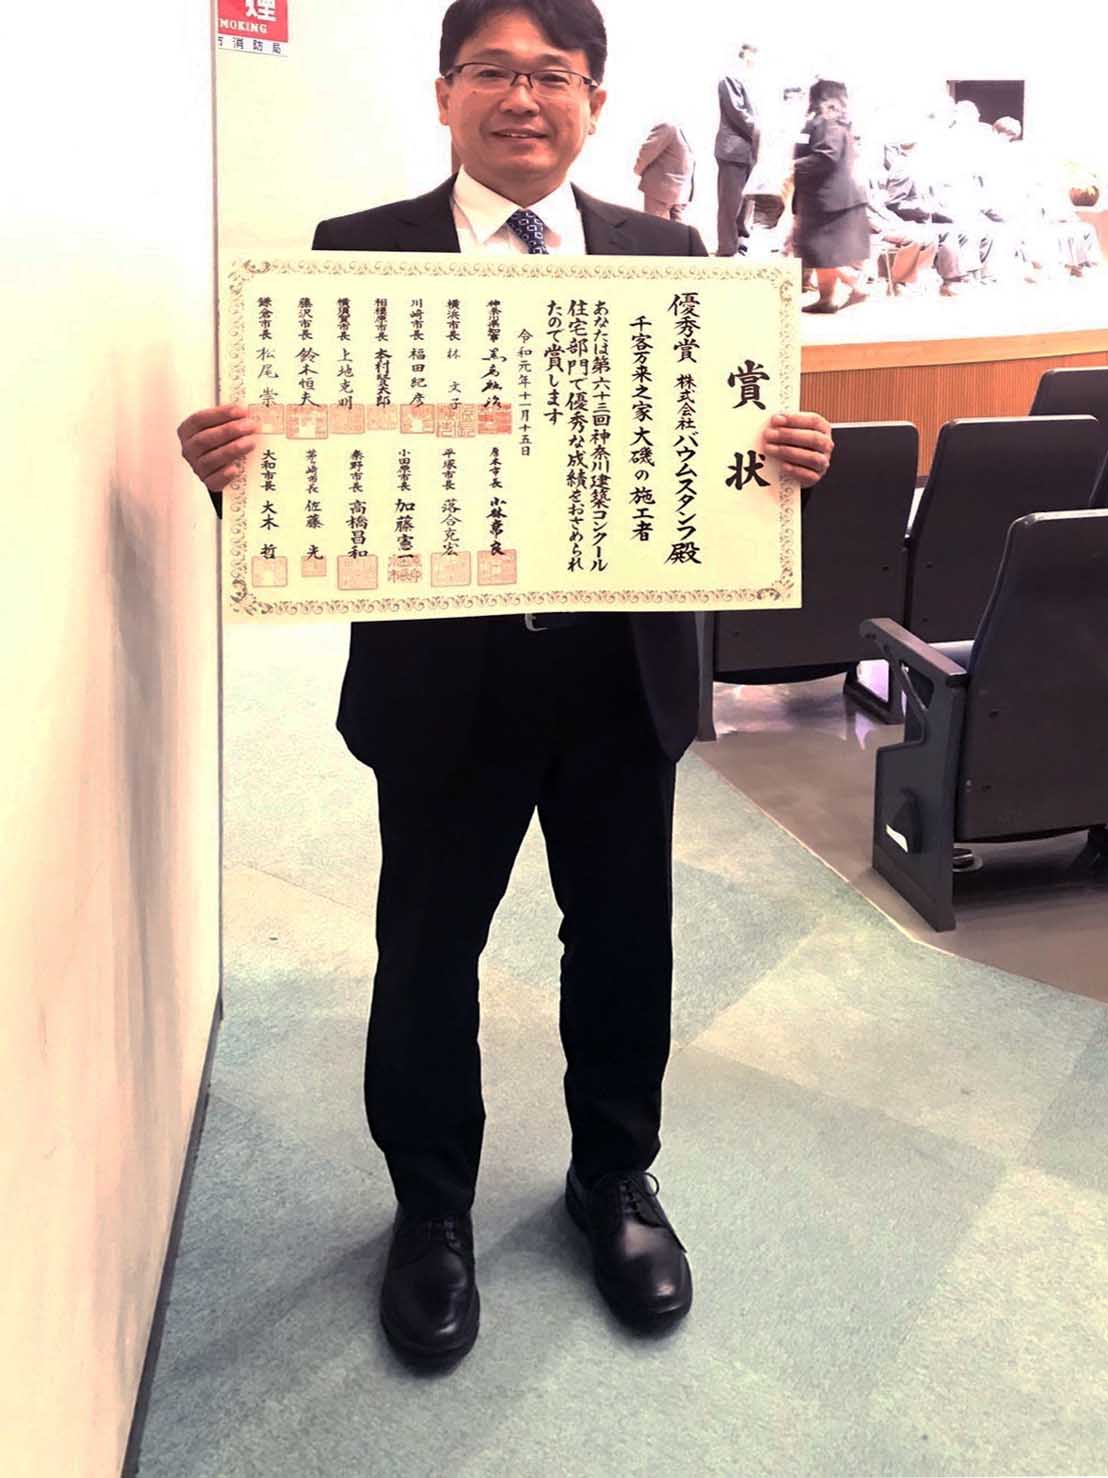 煙
MOKING
市消防局
賞状
優秀賞 株式会社バウムスタンフ殿
千客万来之家 大磯の施工者
あなたは第六十三回神奈川建築コンクール
住宅部門で優秀な成績をおさめられ
たので賞します
令和元年十一月十五日
神奈川県知事 黒岩祐治
横浜市長 林 文子
川崎市長 福田紀彦
相模原市長 本村賢太郎
横須賀市長 上地克明
藤沢市長 鈴木恒夫
鎌倉市長 松尾 崇
厚木市長 小林常良
平塚市長 落合克宏
小田原市長 加藤憲一
秦野市長 高橋昌和
茅ヶ崎市長 佐藤 光
大和市長 大木 哲